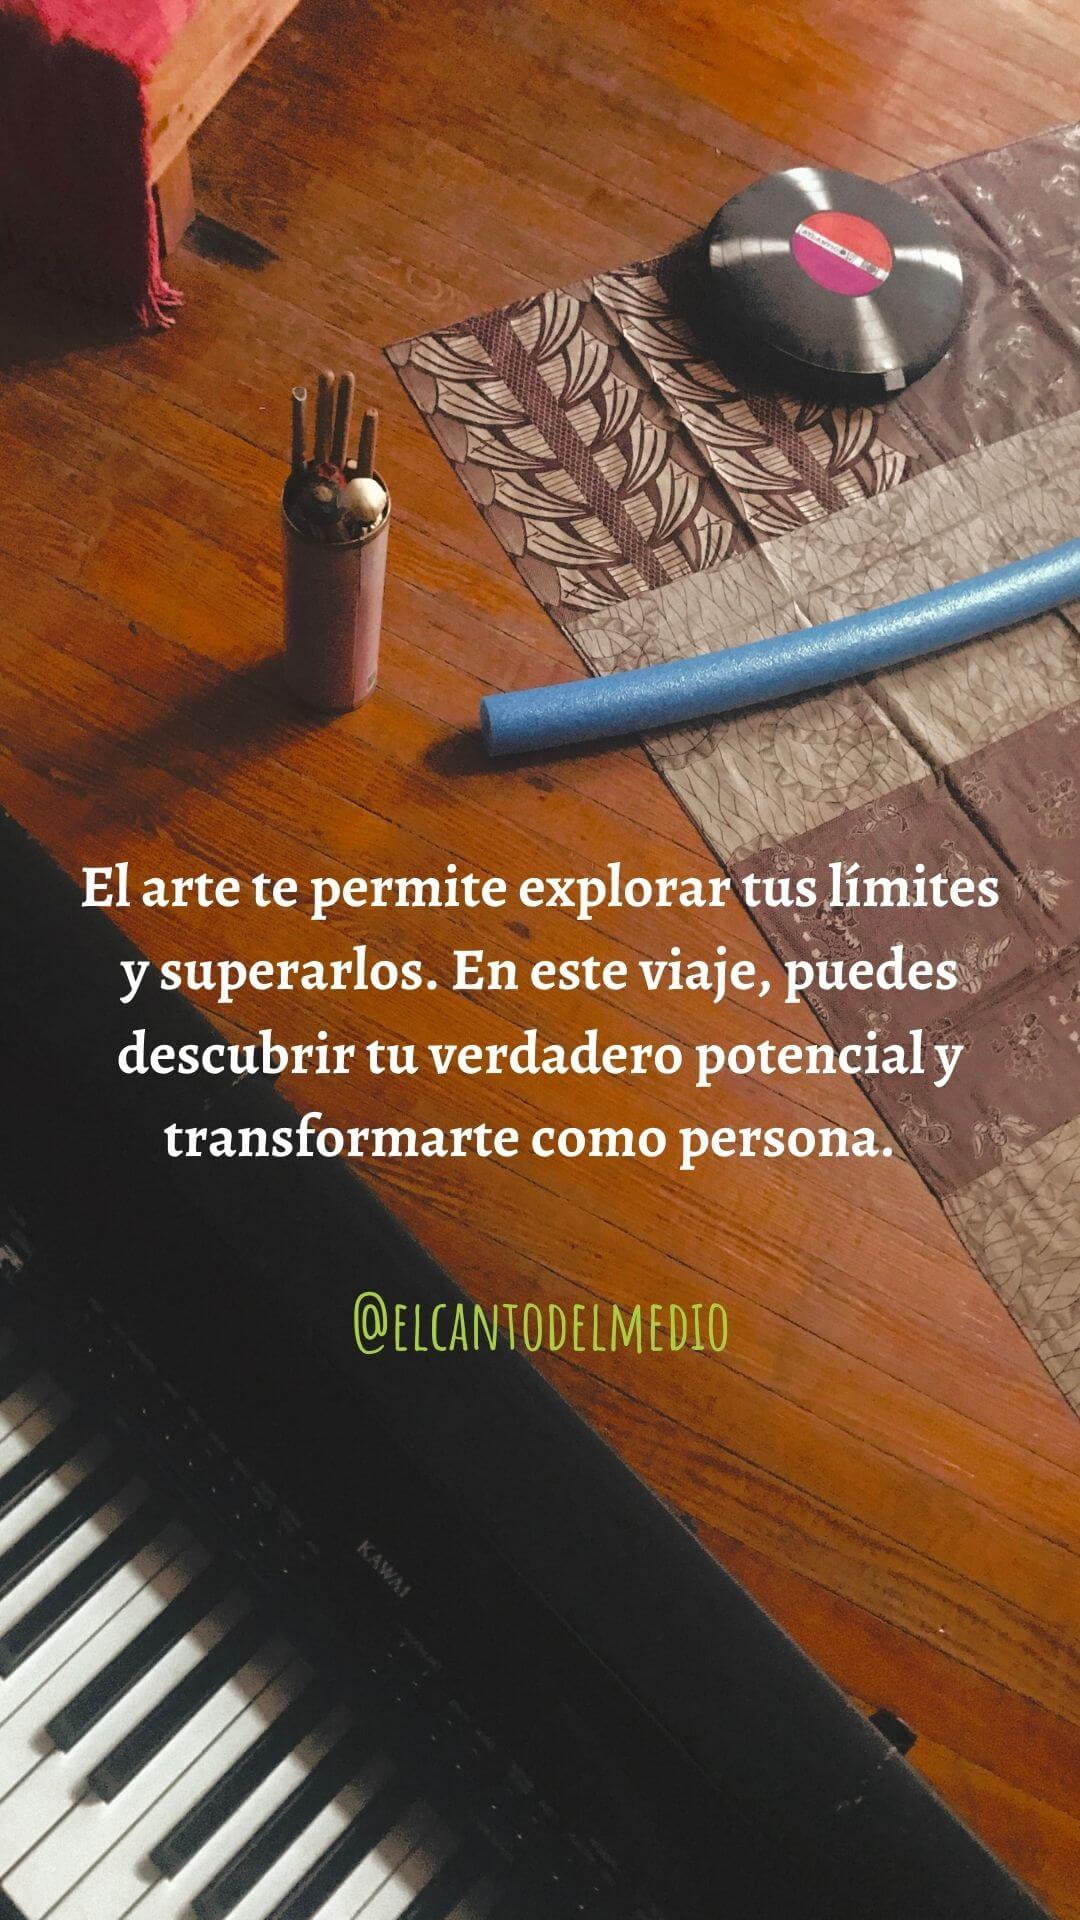 ATLANTIC
El arte te permite explorar tus límites
y superarlos. En este viaje, puedes
descubrir tu verdadero potencial y
transformarte como persona.
@ELCANTODELMEDIO
KAWAI